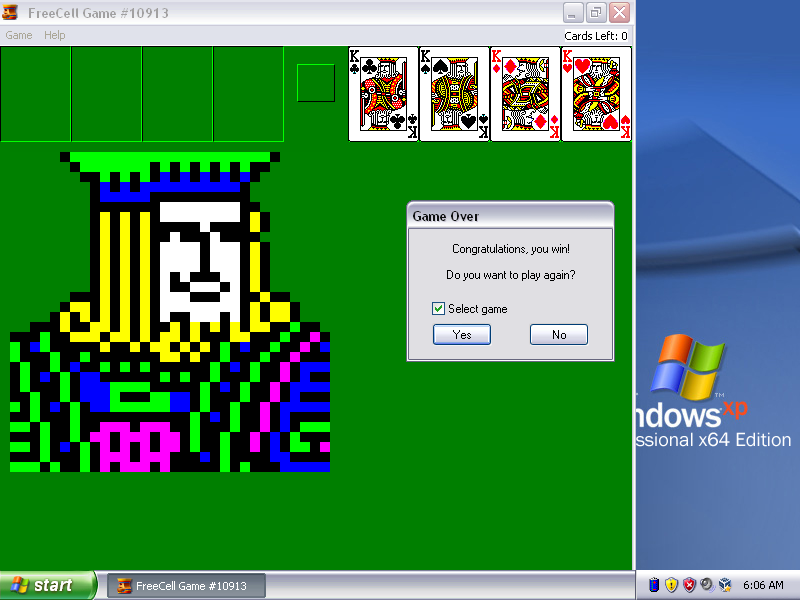 FreeCell Game #10913
Game Help
Cards Left: 0
K K K K
K K K K
Game Over
Congratulations, you win!
Do you want to play again?
Select game
Yes No
ndows xp
TM
ssional x64 Edition
start
FreeCell Game #10913
6:06 AM